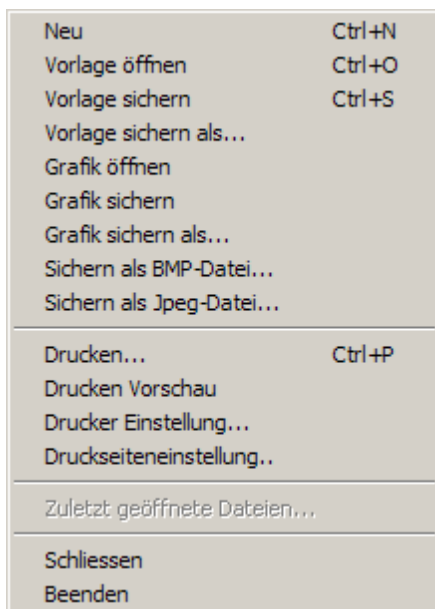 Neu Ctrl+N
Vorlage öffnen Ctrl+O
Vorlage sichern Ctrl+S
Vorlage sichern als...
Grafik öffnen
Grafik sichern
Grafik sichern als...
Sichern als BMP-Datei...
Sichern als Jpeg-Datei...
Drucken... Ctrl+P
Drucken Vorschau
Drucker Einstellung...
Druckseiteneinstellung..
Zuletzt geöffnete Dateien...
Schliessen
Beenden